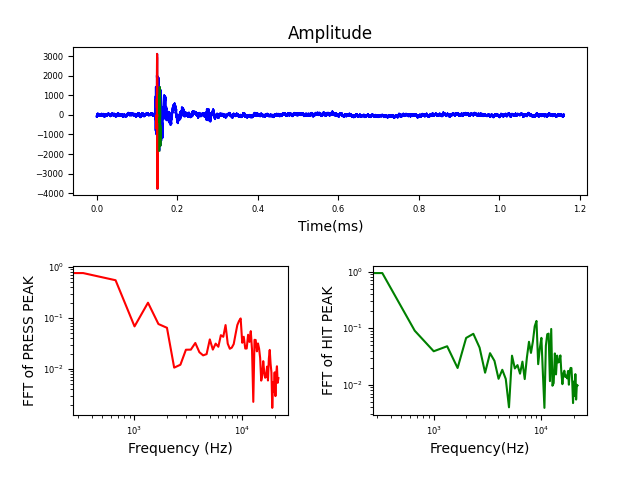 Amplitude
3000
2000
1000
0
−1000
−2000
−3000
−4000
0.0 0.2 0.4 0.6 0.8 1.0 1.2
Time(ms)
FFT of PRESS PEAK
10⁰
10⁻¹
10⁻²
10³ 10⁴
Frequency (Hz)
FFT of HIT PEAK
10⁰
10⁻¹
10⁻²
10³ 10⁴
Frequency(Hz)